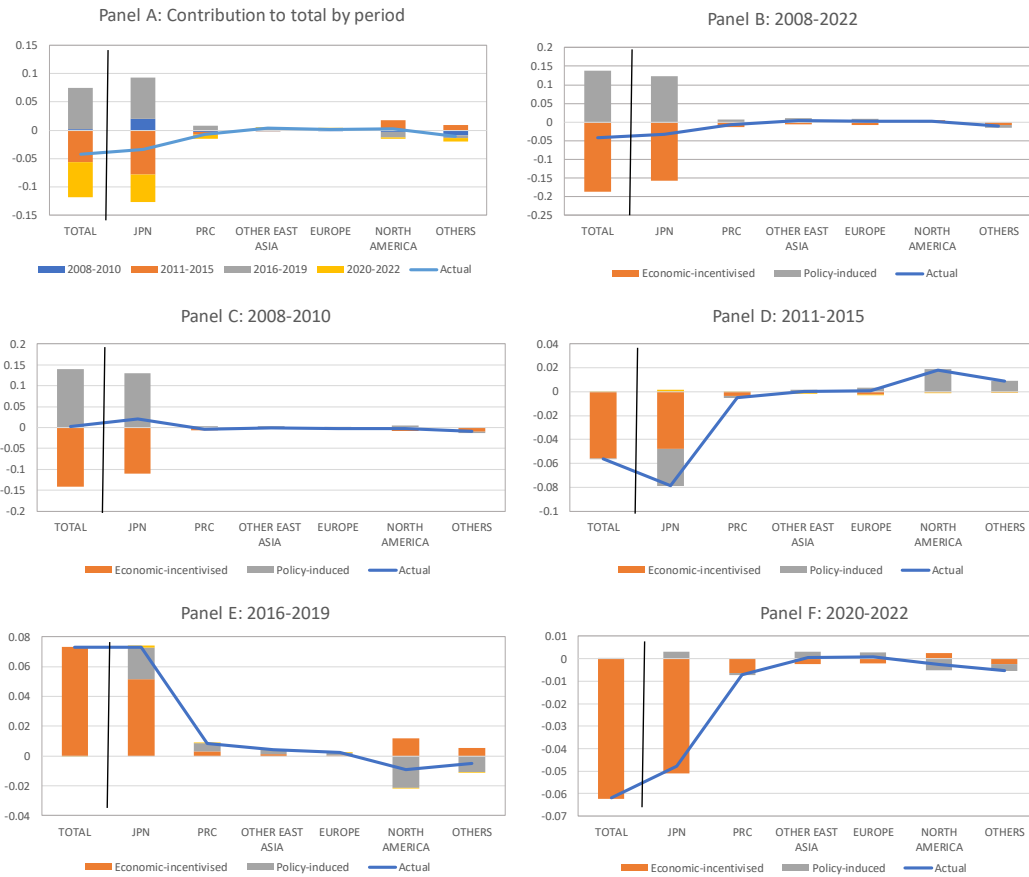 Panel A: Contribution to total by period
0.15
0.1
0.05
0
-0.05
-0.1
-0.15
TOTAL JPN PRC OTHER EAST ASIA EUROPE NORTH AMERICA OTHERS
2008-2010 2011-2015 2016-2019 2020-2022 Actual
Panel B: 2008-2022
0.2
0.15
0.1
0.05
0
-0.05
-0.1
-0.15
-0.2
-0.25
TOTAL JPN PRC OTHER EAST ASIA EUROPE NORTH AMERICA OTHERS
Economic-incentivised Policy-induced Actual
Panel C: 2008-2010
0.2
0.15
0.1
0.05
0
-0.05
-0.1
-0.15
-0.2
TOTAL JPN PRC OTHER EAST ASIA EUROPE NORTH AMERICA OTHERS
Economic-incentivised Policy-induced Actual
Panel D: 2011-2015
0.04
0.02
0
-0.02
-0.04
-0.06
-0.08
-0.1
TOTAL JPN PRC OTHER EAST ASIA EUROPE NORTH AMERICA OTHERS
Economic-incentivised Policy-induced Actual
Panel E: 2016-2019
0.08
0.06
0.04
0.02
0
-0.02
-0.04
TOTAL JPN PRC OTHER EAST ASIA EUROPE NORTH AMERICA OTHERS
Economic-incentivised Policy-induced Actual
Panel F: 2020-2022
0.01
0
-0.01
-0.02
-0.03
-0.04
-0.05
-0.06
-0.07
TOTAL JPN PRC OTHER EAST ASIA EUROPE NORTH AMERICA OTHERS
Economic-incentivised Policy-induced Actual